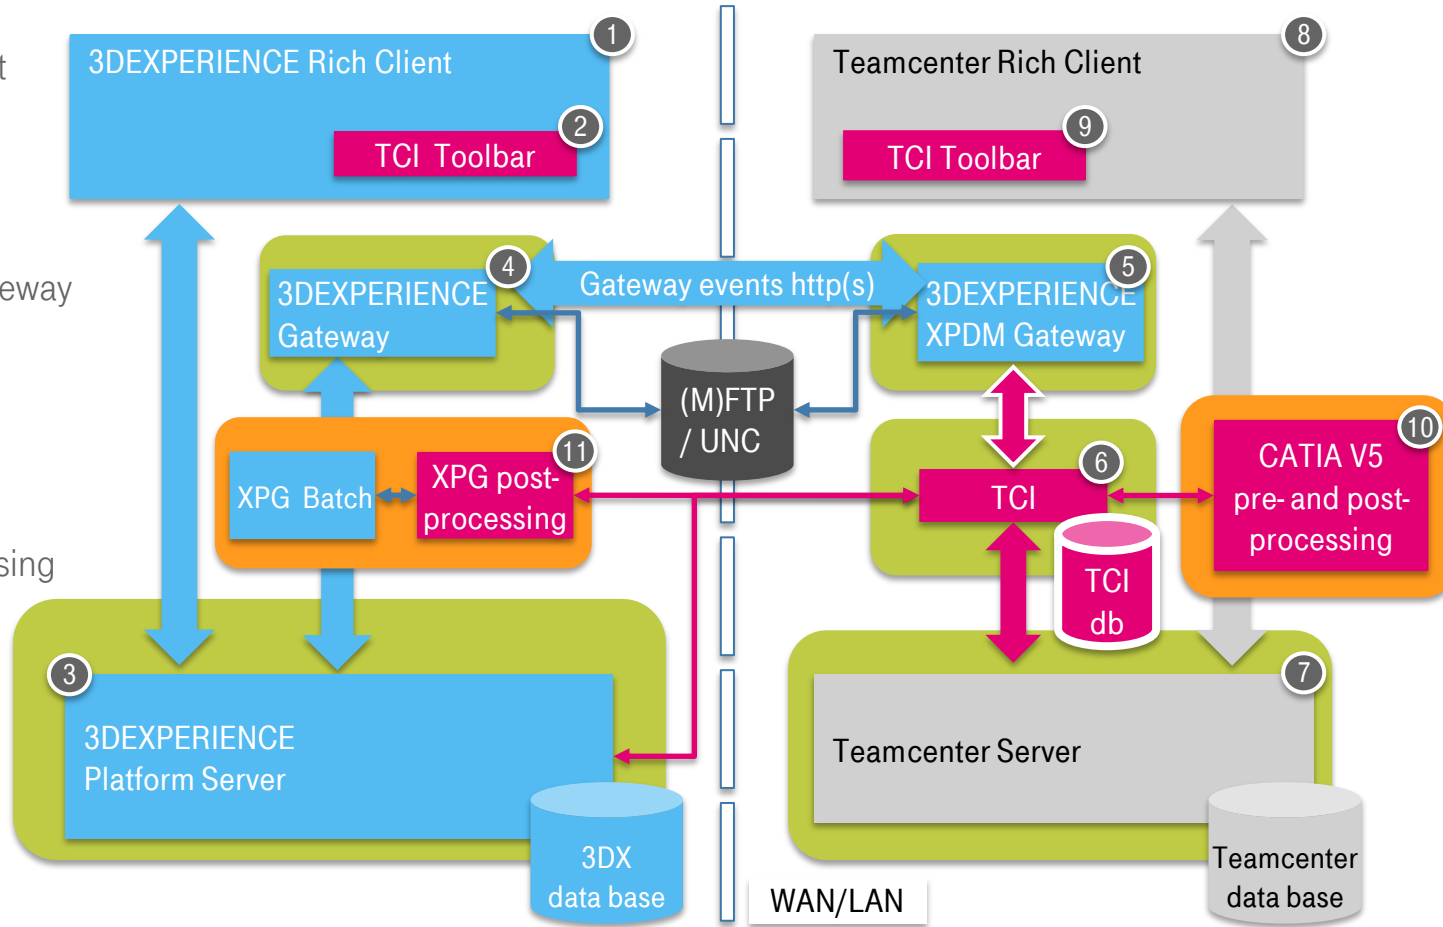 1
8
3DEXPERIENCE Rich Client
Teamcenter Rich Client
t
2
9
TCI Toolbar
TCI Toolbar
4
5
Gateway events http(s)
eway
3DEXPERIENCE
Gateway
3DEXPERIENCE
XPDM Gateway
(M)FTP
/ UNC
11
6
10
XPG Batch
XPG post-
processing
TCI
CATIA V5
pre- and post-
processing
sing
TCI
db
3
7
3DEXPERIENCE
Platform Server
Teamcenter Server
3DX
data base
Teamcenter
data base
WAN/LAN